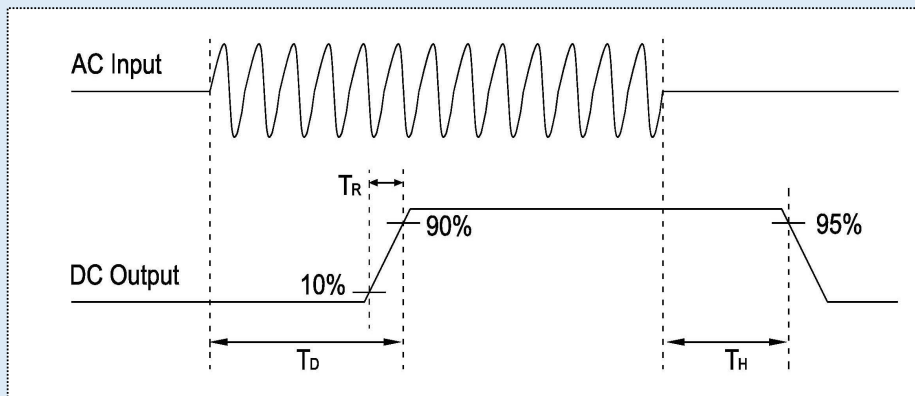 AC Input
TR
90%
95%
10%
DC Output
TD
TH